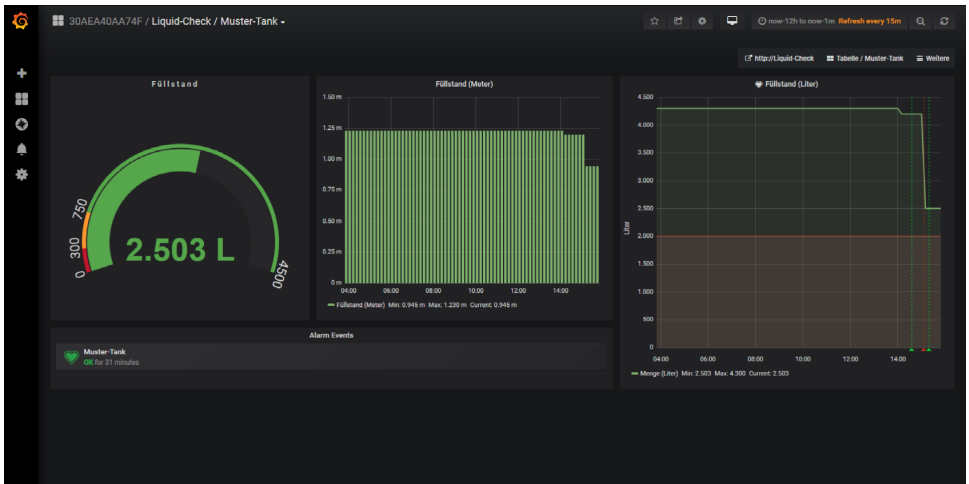 30AEA40AA74F / Liquid-Check / Muster-Tank
now-12h to now-1m Refresh every 15m
http://Liquid-Check
Tabelle / Muster-Tank
Weitere
Füllstand
0
300
750
4500
2.503 L
Füllstand (Meter)
1.50 m
1.25 m
1.00 m
0.75 m
0.50 m
0.25 m
0 m
04:00 06:00 08:00 10:00 12:00 14:00
Füllstand (Meter) Min: 0.945 m Max: 1.230 m Current: 0.945 m
Füllstand (Liter)
Liter
4.500
4.000
3.500
3.000
2.500
2.000
1.500
1.000
500
0
04:00 06:00 08:00 10:00 12:00 14:00
Menge (Liter) Min: 2.503 Max: 4.300 Current: 2.503
Alarm Events
Muster-Tank
OK for 31 minutes